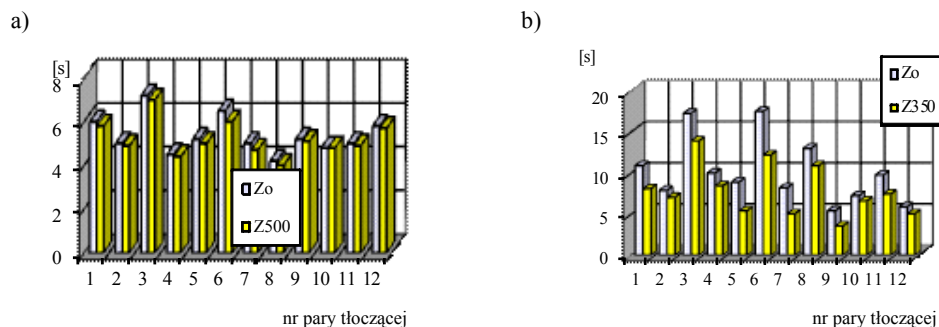 a)
[s]
8
6
4
2
0
Zo
Z500
1 2 3 4 5 6 7 8 9 10 11 12
nr pary tłoczącej
b)
[s]
20
15
10
5
0
Zo
Z350
1 2 3 4 5 6 7 8 9 10 11 12
nr pary tłoczącej